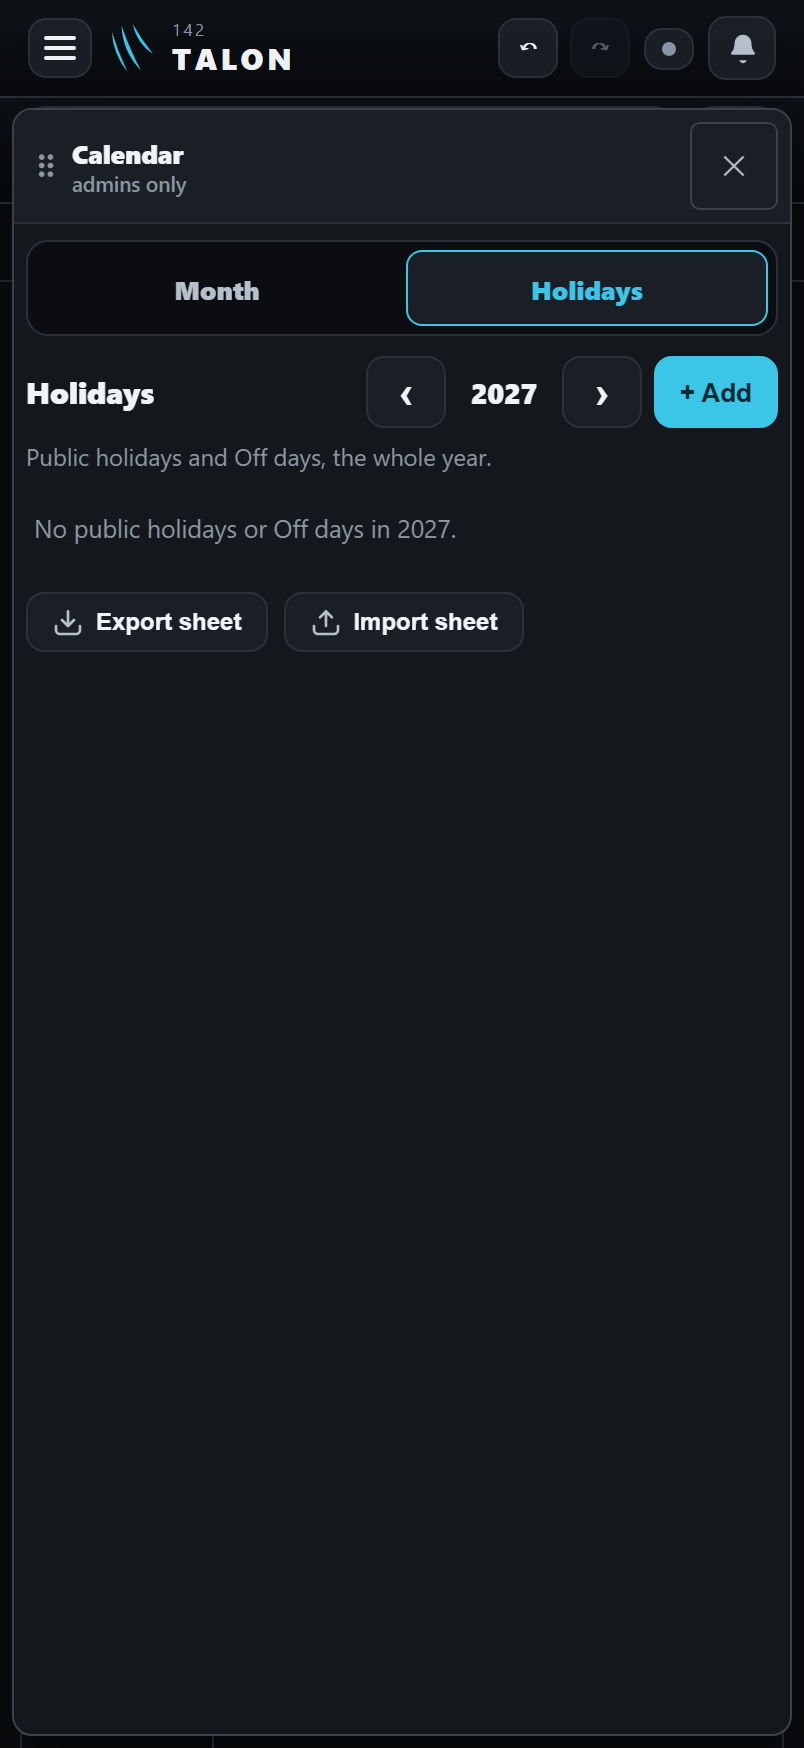 142
TALON
Calendar
admins only
Month
Holidays
Holidays
‹
2027
›
+ Add
Public holidays and Off days, the whole year.
No public holidays or Off days in 2027.
Export sheet
Import sheet